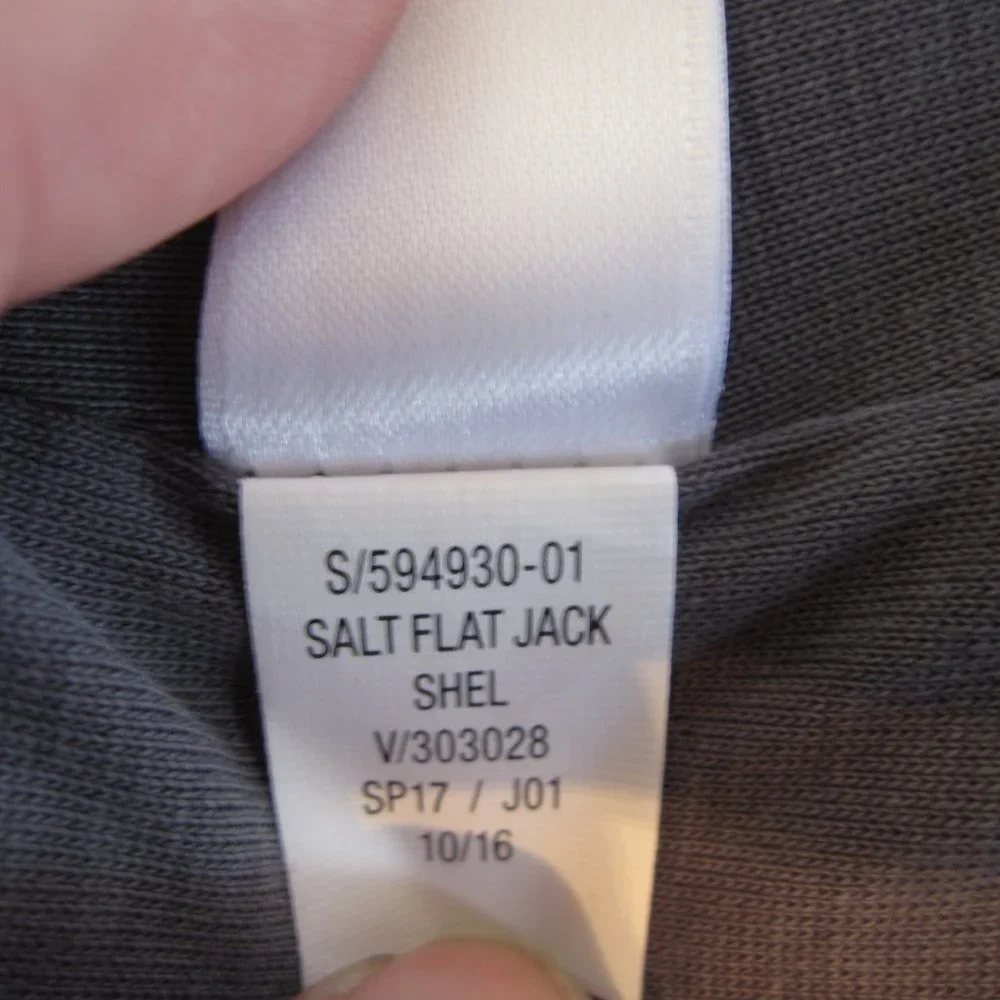 S/594930-01
SALT FLAT JACK
SHEL
V/303028
SP17 / J01
10/16